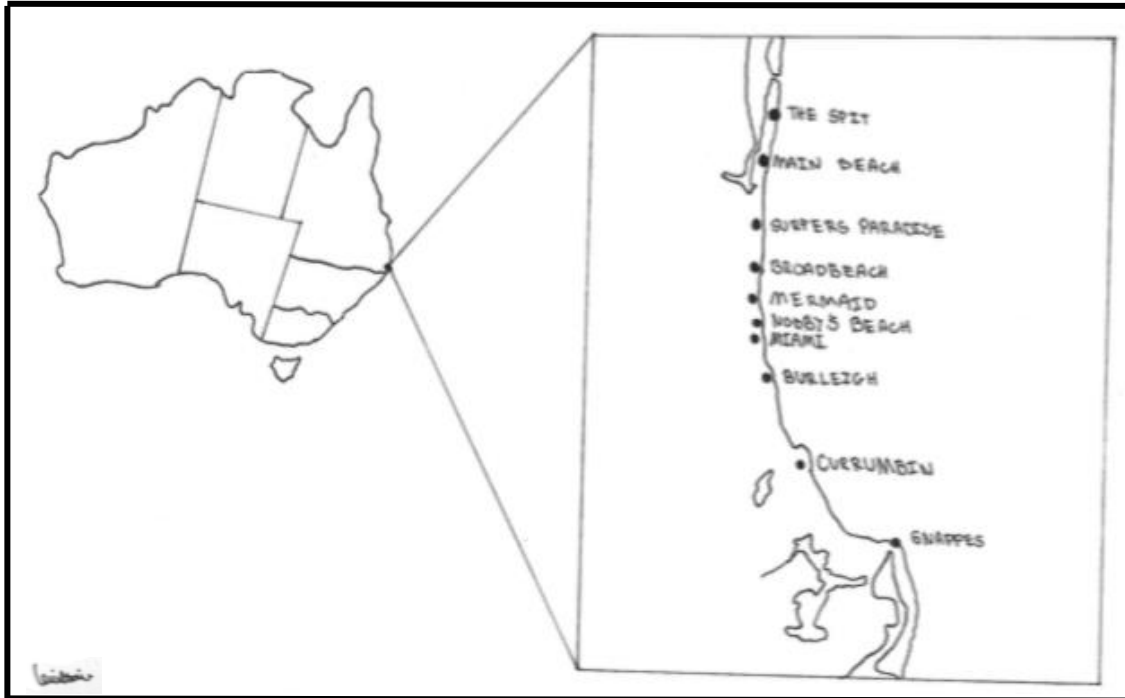 THE SPIT
MAIN BEACH
SURFERS PARADISE
BROADBEACH
MERMAID
NOBBY'S BEACH
MIAMI
BURLEIGH
CURRUMBIN
SNAPPES